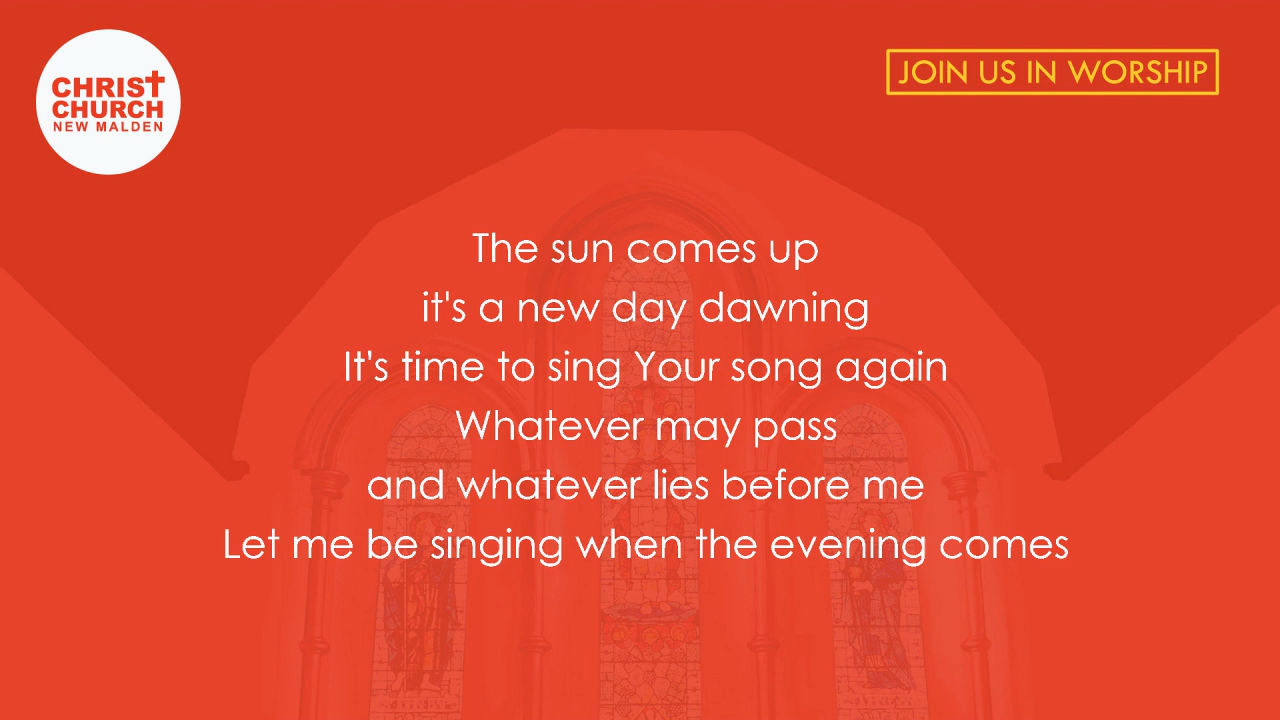 CHRIST
CHURCH
NEW MALDEN
JOIN US IN WORSHIP
The sun comes up
it's a new day dawning
It's time to sing Your song again
Whatever may pass
and whatever lies before me
Let me be singing when the evening comes